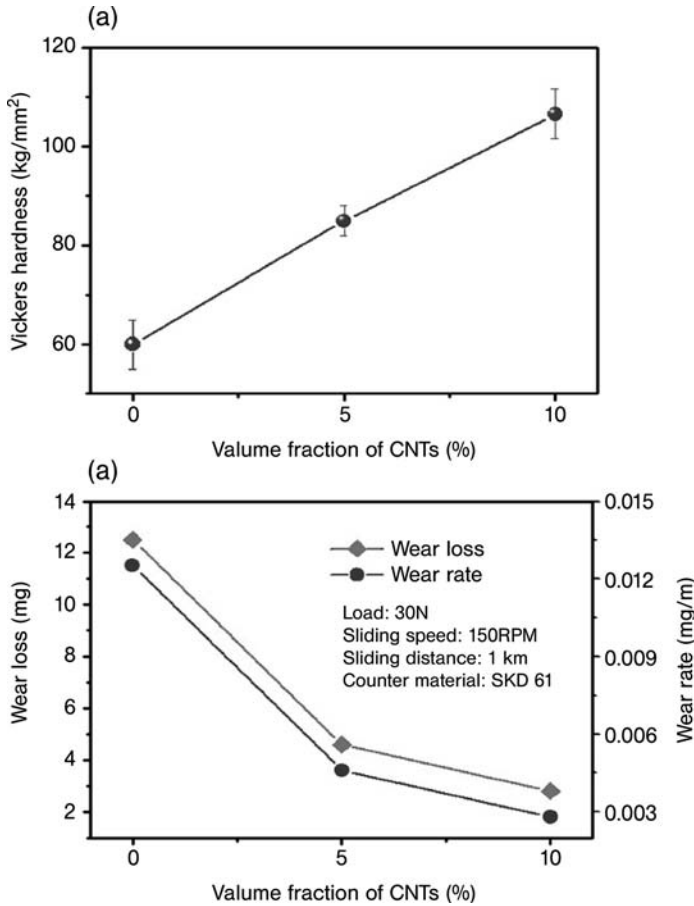 (a)
120
100
80
60
Vickers hardness (kg/mm²)
0 5 10
Valume fraction of CNTs (%)
(a)
14
12
10
8
6
4
2
Wear loss (mg)
Wear loss
Wear rate
Load: 30N
Sliding speed: 150RPM
Sliding distance: 1 km
Counter material: SKD 61
0.015
0.012
0.009
0.006
0.003
Wear rate (mg/m)
0 5 10
Valume fraction of CNTs (%)